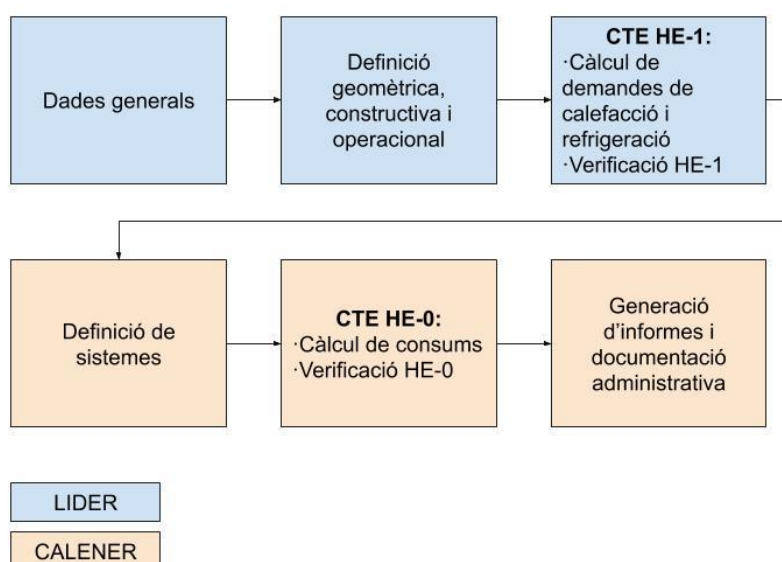 Dades generals
Definició
geomètrica,
constructiva i
operacional
CTE HE-1:
·Càlcul de
demandes de
calefacció i
refrigeració
·Verificació HE-1
Definició de
sistemes
CTE HE-0:
·Càlcul de consums
·Verificació HE-0
Generació
d'informes i
documentació
administrativa
LIDER
CALENER